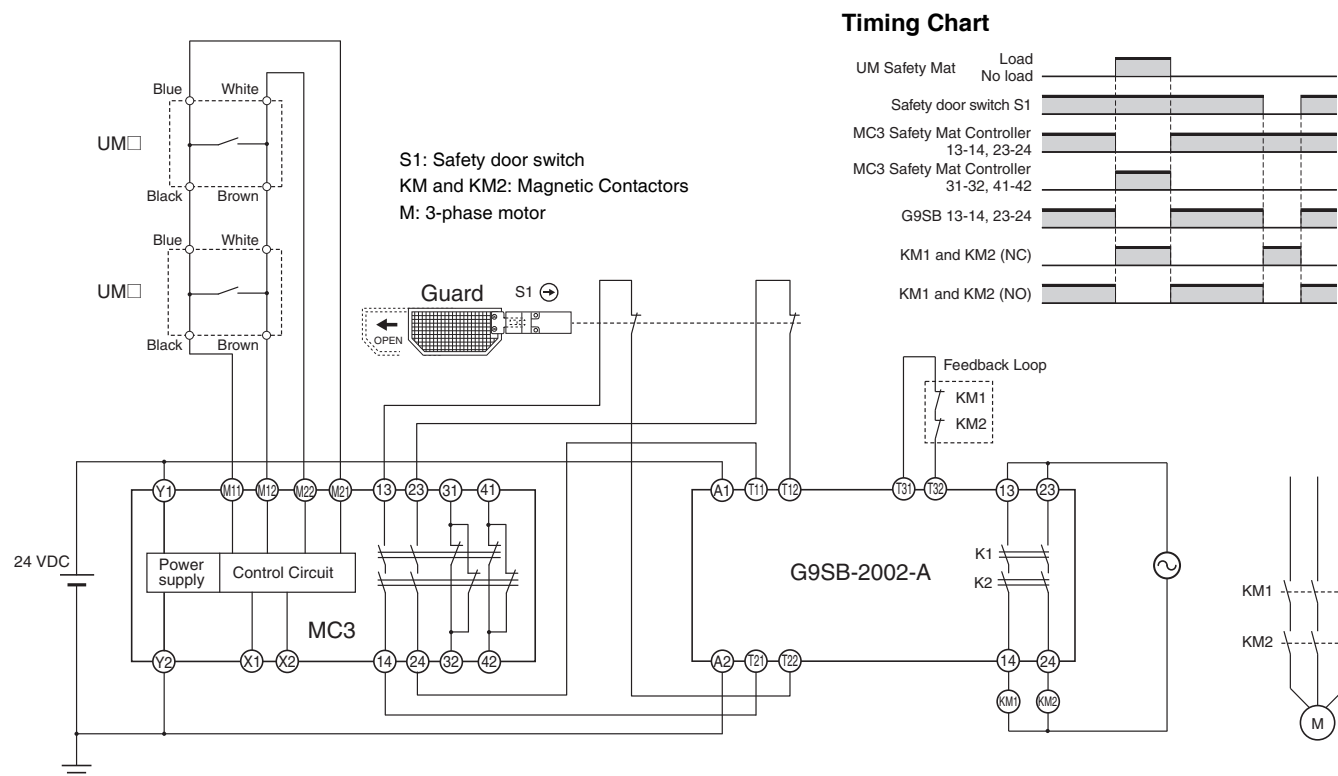 Timing Chart
UM Safety Mat
Load
No load
Safety door switch S1
MC3 Safety Mat Controller
13-14, 23-24
MC3 Safety Mat Controller
31-32, 41-42
G9SB 13-14, 23-24
KM1 and KM2 (NC)
KM1 and KM2 (NO)
Blue White
UM□
Black Brown
Blue White
UM□
Black Brown
S1: Safety door switch
KM and KM2: Magnetic Contactors
M: 3-phase motor
Guard S1
OPEN
Feedback Loop
KM1
KM2
Y1 M11 M12 M22 M21 13 23 31 41
A1 T11 T12 T31 T32 13 23
24 VDC
Power
supply
Control Circuit
MC3
K1
K2
G9SB-2002-A
Y2 X1 X2 14 24 32 42
A2 T21 T22 14 24
KM1 KM2
KM1
KM2
M